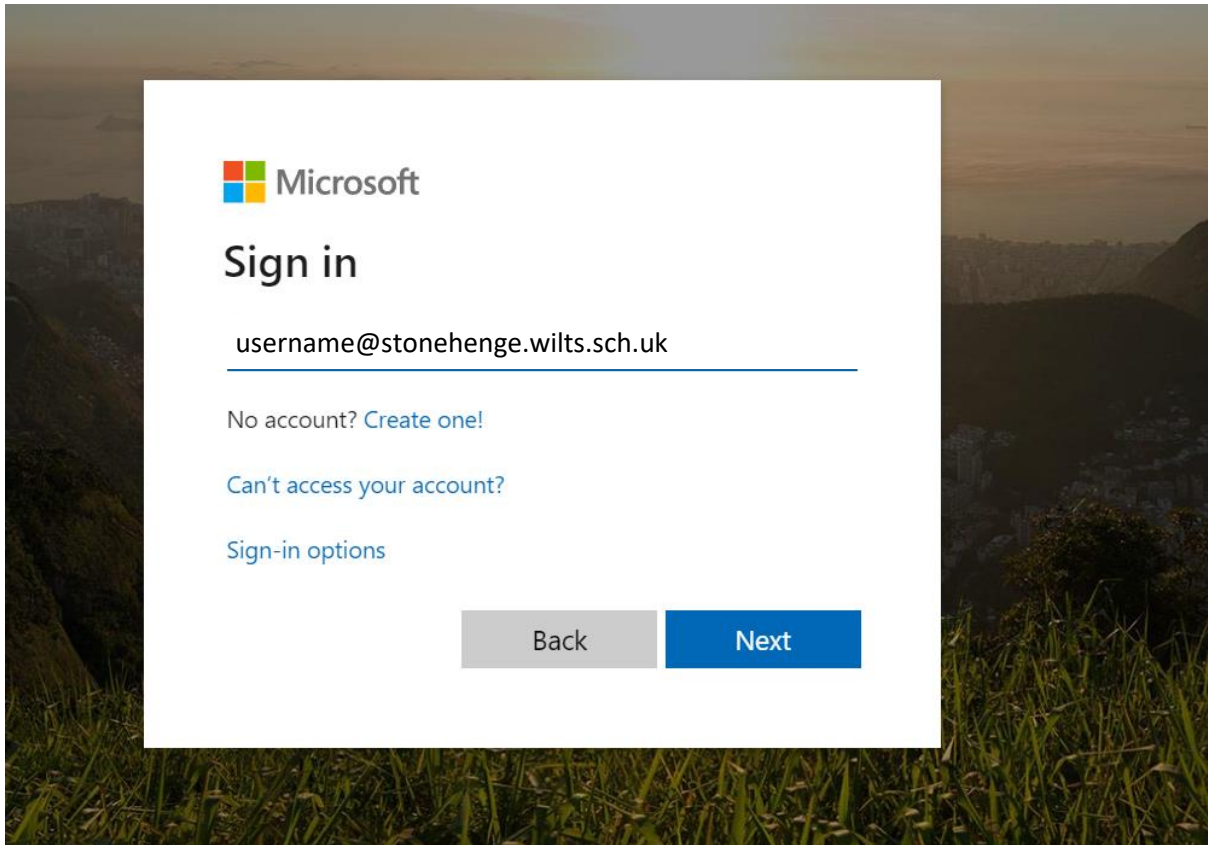 Microsoft
Sign in
username@stonehenge.wilts.sch.uk
No account? Create one!
Can't access your account?
Sign-in options
Back Next